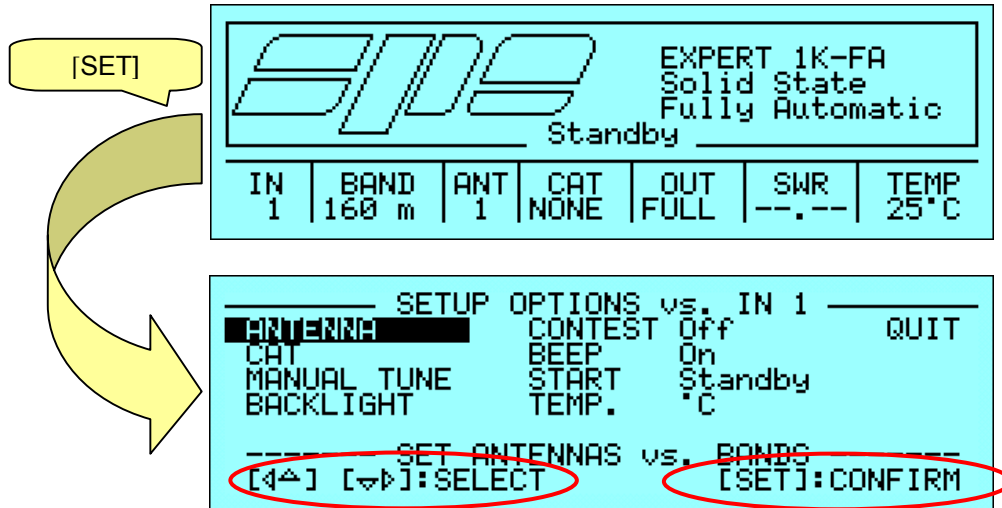 [SET]
spe
EXPERT 1K-FA
Solid State
Fully Automatic
Standby
IN BAND ANT CAT OUT SWR TEMP
1 160 m 1 NONE FULL --.-- 25°C
SETUP OPTIONS vs. IN 1
ANTENNA CONTEST Off QUIT
CAT BEEP On
MANUAL TUNE START Standby
BACKLIGHT TEMP. °C
------- SET ANTENNAS vs. BANDS -------
[◁△] [▽▷]:SELECT [SET]:CONFIRM